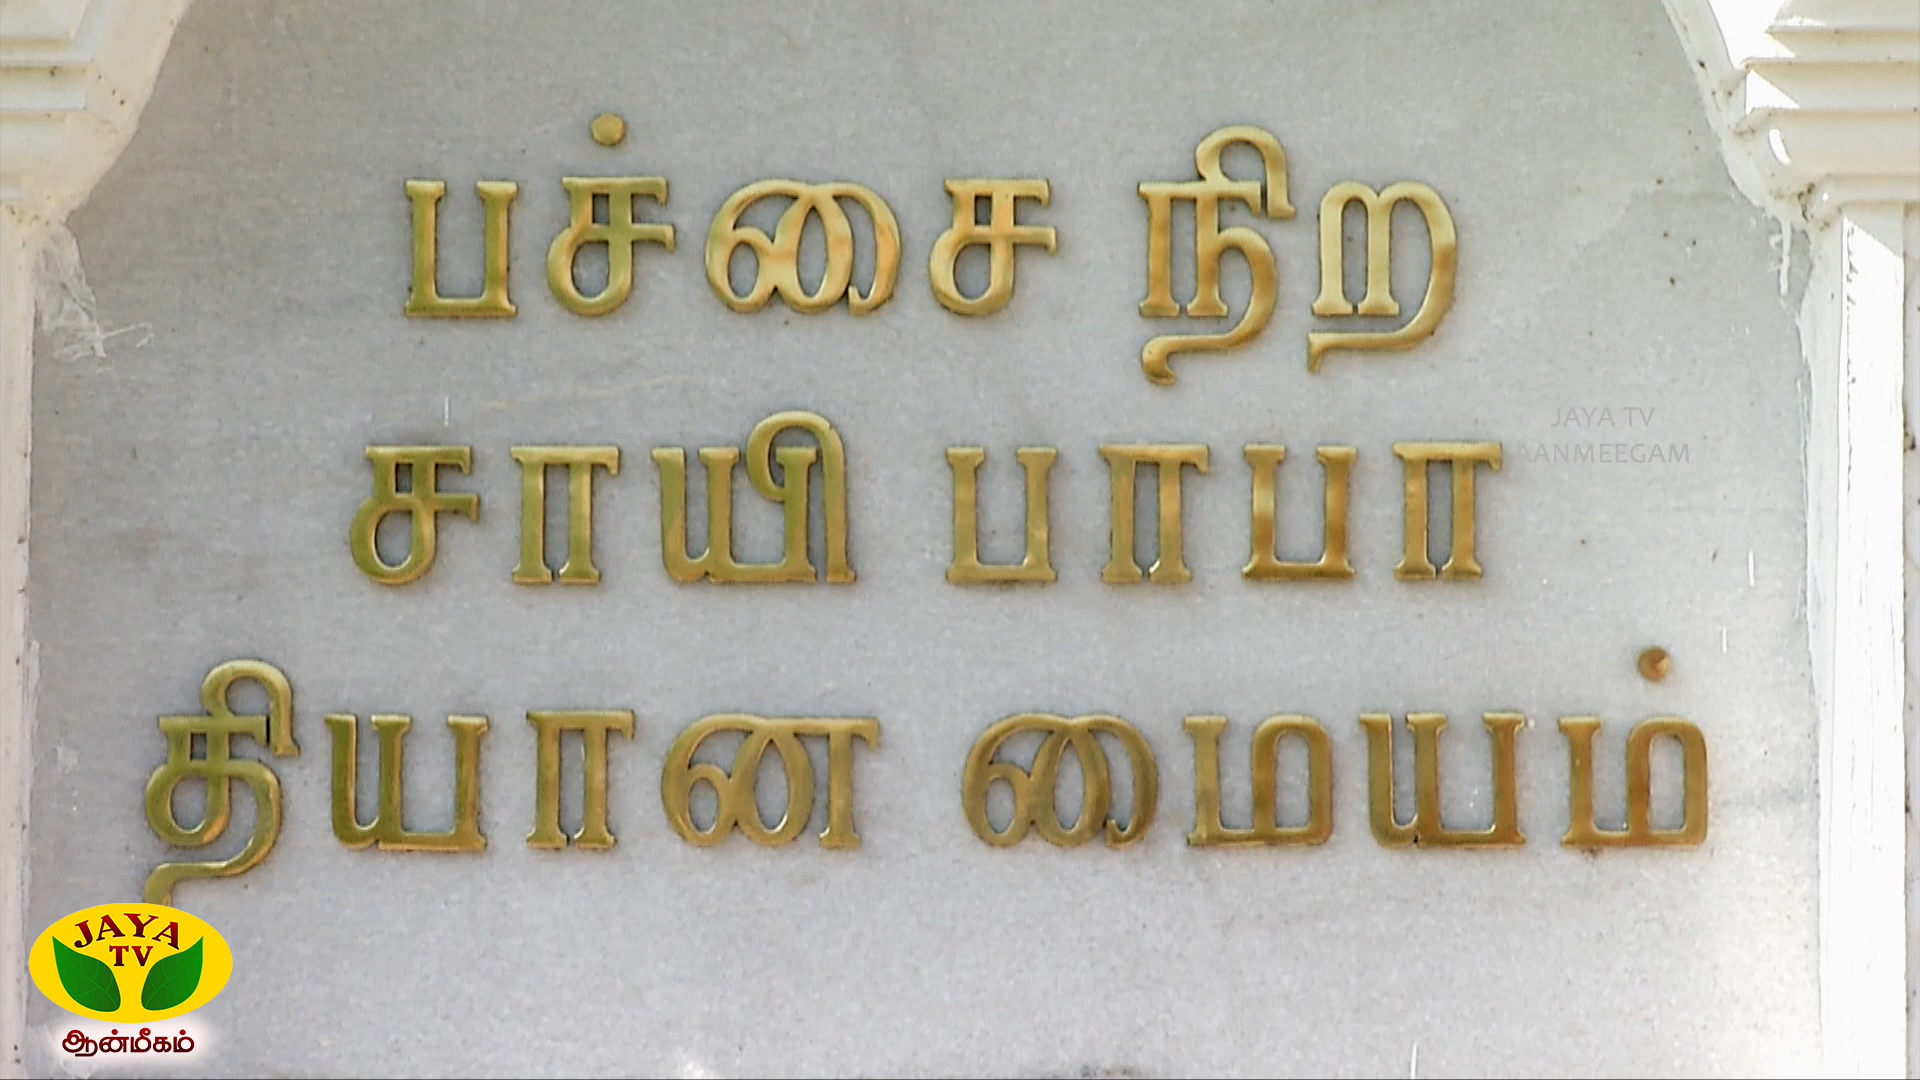 பச்சை நிற
சாயி பாபா
JAYA TV
AANMEEGAM
தியான மையம்
JAYA
TV
ஆன்மீகம்